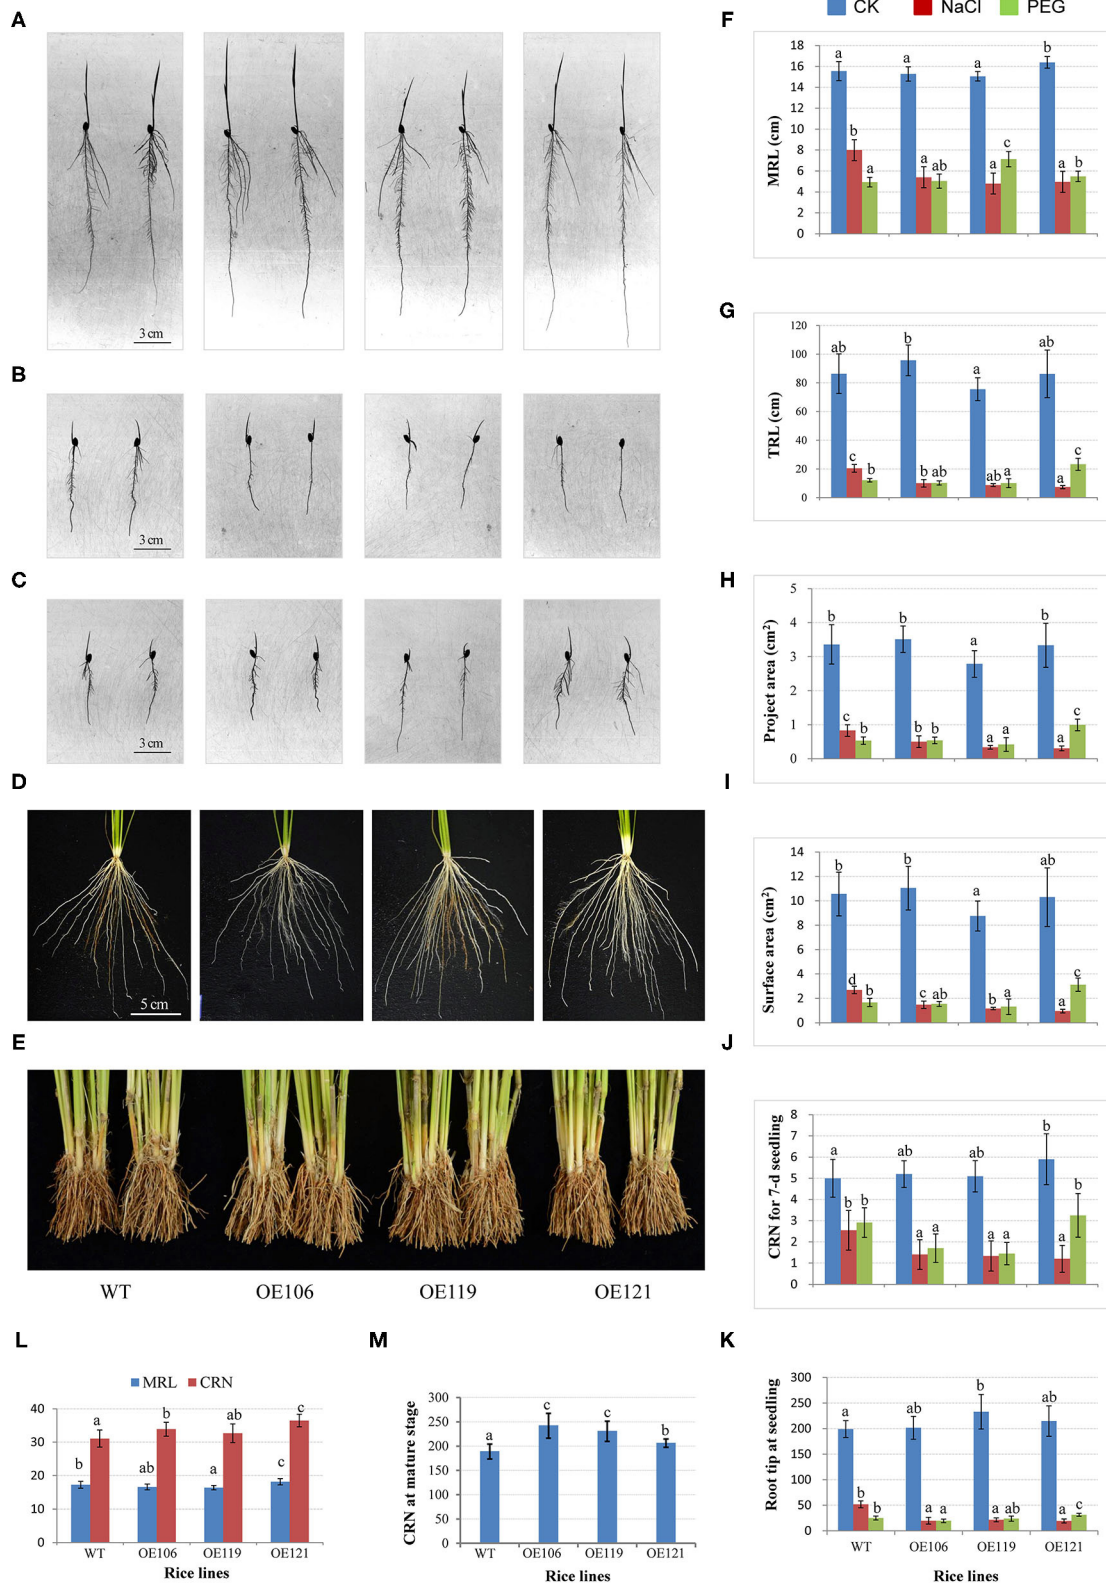 A
3 cm
B
3 cm
C
3 cm
D
5 cm
E
WT OE106 OE119 OE121
CK NaCl PEG
F
MRL (cm)
18
16
14
12
10
8
6
4
2
0
a b a
a a ab
a a c
b a b
G
TRL (cm)
120
100
80
60
40
20
0
ab c b
b b ab
a ab a
ab a c
H
Project area (cm²)
5
4
3
2
1
0
b c b
b b b
a a a
b a c
I
Surface area (cm²)
14
12
10
8
6
4
2
0
b d b
b c ab
a b a
ab a c
J
CRN for 7-d seedling
8
7
6
5
4
3
2
1
0
a b b
ab a a
ab a a
b a b
K
Root tip at seedling
300
250
200
150
100
50
0
a b b
ab a a
b a ab
ab a c
WT OE106 OE119 OE121
Rice lines
L
MRL CRN
40
30
20
10
0
b a
ab b
a ab
c c
WT OE106 OE119 OE121
Rice lines
M
CRN at mature stage
300
250
200
150
100
50
0
a c c b
WT OE106 OE119 OE121
Rice lines